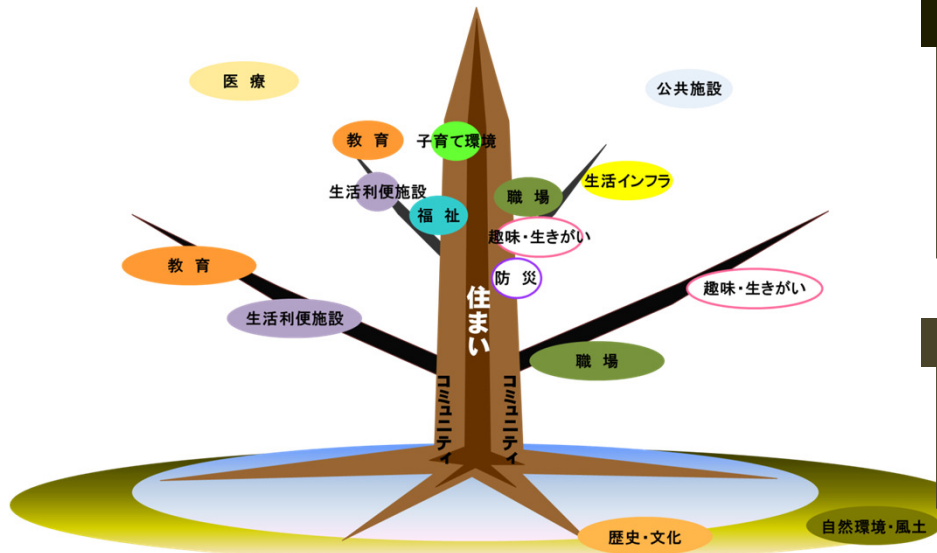 医 療
公共施設
教 育
子育て環境
生活利便施設
職 場
生活インフラ
福 祉
趣味・生きがい
防 災
教 育
趣味・生きがい
生活利便施設
住まい
職 場
コミュニティ
コミュニティ
自然環境・風土
歴史・文化